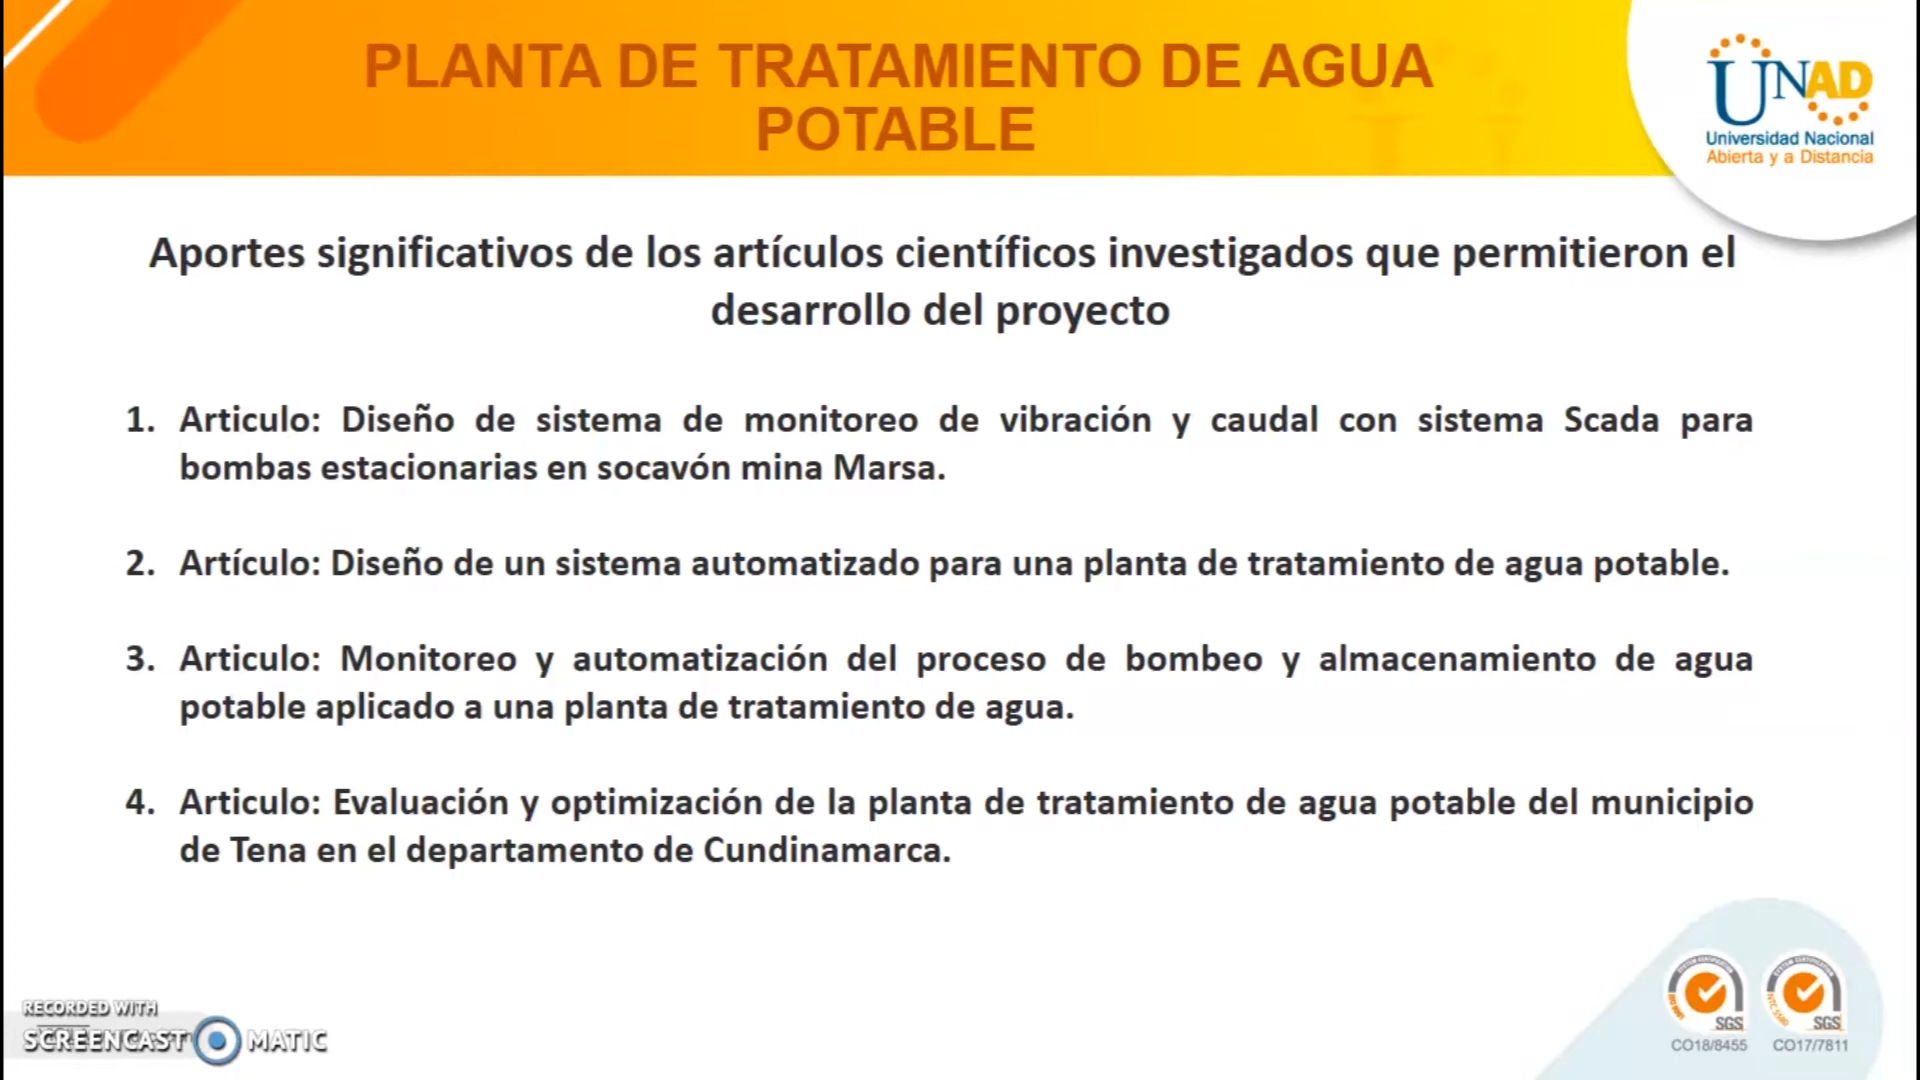 PLANTA DE TRATAMIENTO DE AGUA
POTABLE
UNAD
Universidad Nacional
Abierta y a Distancia
Aportes significativos de los artículos científicos investigados que permitieron el
desarrollo del proyecto
1. Articulo: Diseño de sistema de monitoreo de vibración y caudal con sistema Scada para
bombas estacionarias en socavón mina Marsa.
2. Artículo: Diseño de un sistema automatizado para una planta de tratamiento de agua potable.
3. Articulo: Monitoreo y automatización del proceso de bombeo y almacenamiento de agua
potable aplicado a una planta de tratamiento de agua.
4. Articulo: Evaluación y optimización de la planta de tratamiento de agua potable del municipio
de Tena en el departamento de Cundinamarca.
RECORDED WITH
SCREENCAST MATIC
SYSTEM CERTIFICATION
SGS
CO18/8455
SYSTEM CERTIFICATION
SGS
CO17/7811